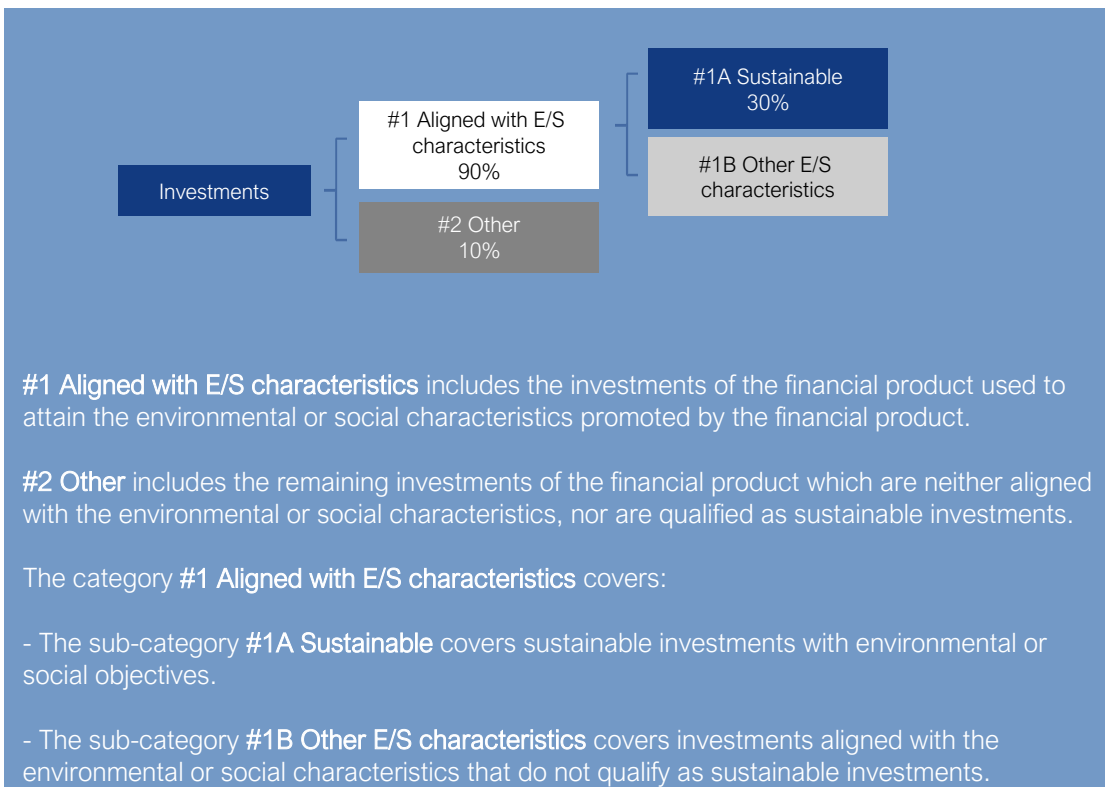 #1A Sustainable
30%
#1 Aligned with E/S
characteristics
90%
#1B Other E/S
characteristics
Investments
#2 Other
10%
#1 Aligned with E/S characteristics includes the investments of the financial product used to
attain the environmental or social characteristics promoted by the financial product.
#2 Other includes the remaining investments of the financial product which are neither aligned
with the environmental or social characteristics, nor are qualified as sustainable investments.
The category #1 Aligned with E/S characteristics covers:
- The sub-category #1A Sustainable covers sustainable investments with environmental or
social objectives.
- The sub-category #1B Other E/S characteristics covers investments aligned with the
environmental or social characteristics that do not qualify as sustainable investments.